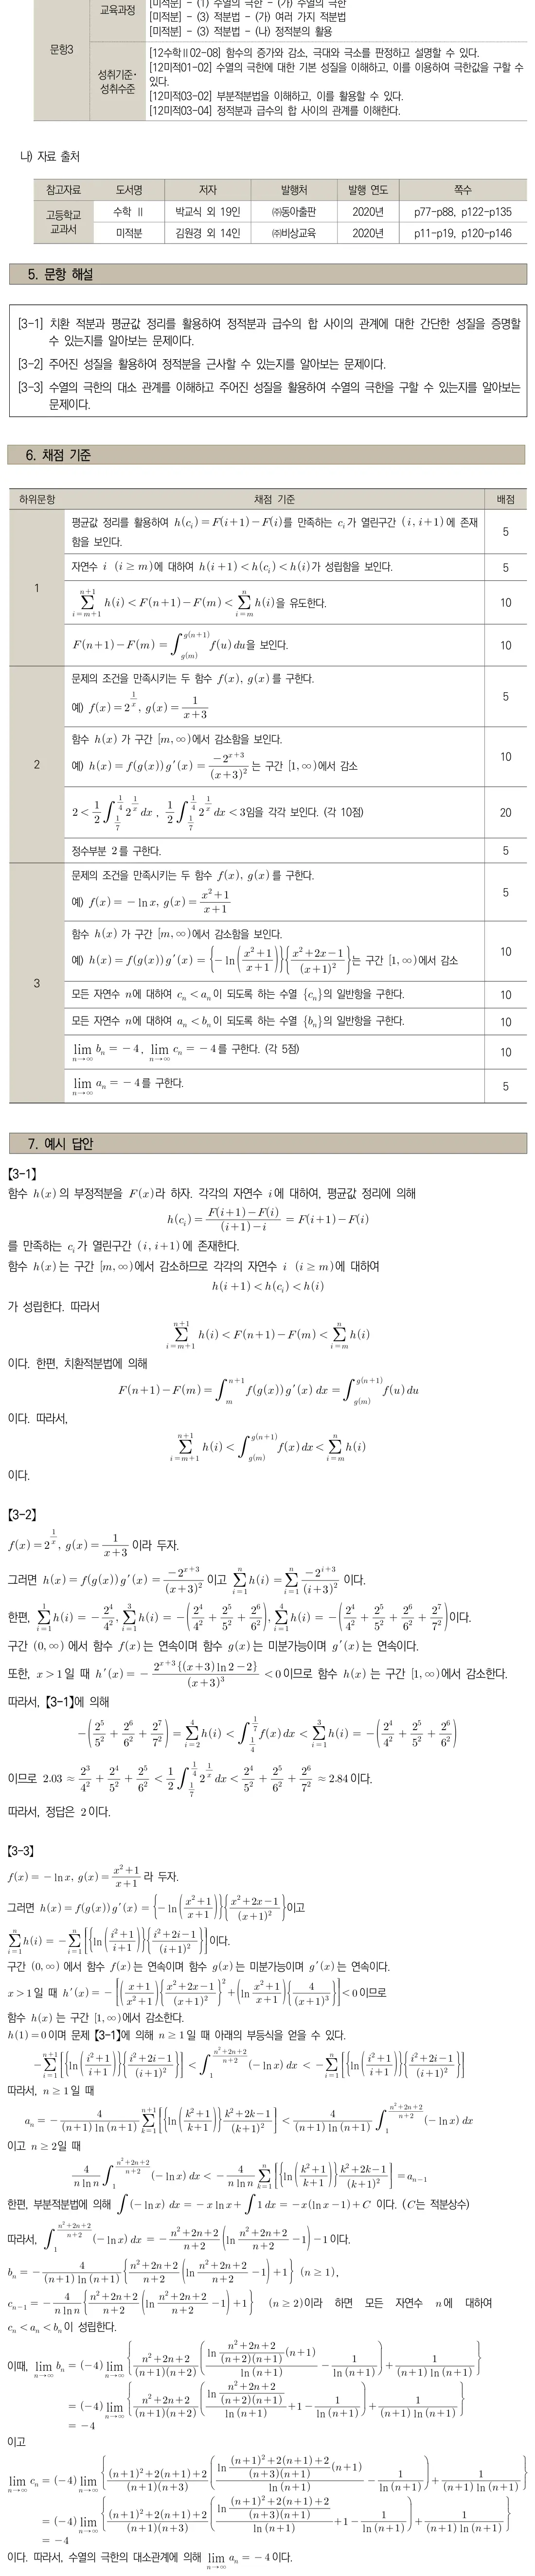 교육과정
[미적분] - (1) 수열의 극한 - (가) 수열의 극한
[미적분] - (3) 적분법 - (가) 여러 가지 적분법
[미적분] - (3) 적분법 - (나) 정적분의 활용
문항3
성취기준·
성취수준
[12수학Ⅱ02-08] 함수의 증가와 감소, 극대와 극소를 판정하고 설명할 수 있다.
[12미적01-02] 수열의 극한에 대한 기본 성질을 이해하고, 이를 이용하여 극한값을 구할 수
있다.
[12미적03-02] 부분적분법을 이해하고, 이를 활용할 수 있다.
[12미적03-04] 정적분과 급수의 합 사이의 관계를 이해한다.
나) 자료 출처
참고자료 도서명 저자 발행처 발행 연도 쪽수
고등학교
교과서
수학 Ⅱ 박교식 외 19인 ㈜동아출판 2020년 p77-p88, p122-p135
미적분 김원경 외 14인 ㈜비상교육 2020년 p11-p19, p120-p146
5. 문항 해설
[3-1] 치환 적분과 평균값 정리를 활용하여 정적분과 급수의 합 사이의 관계에 대한 간단한 성질을 증명할
수 있는지를 알아보는 문제이다.
[3-2] 주어진 성질을 활용하여 정적분을 근사할 수 있는지를 알아보는 문제이다.
[3-3] 수열의 극한의 대소 관계를 이해하고 주어진 성질을 활용하여 수열의 극한을 구할 수 있는지를 알아보는
문제이다.
6. 채점 기준
하위문항 채점 기준 배점
1
평균값 정리를 활용하여 h(c_i)=F(i+1)-F(i)를 만족하는 c_i가 열린구간 (i, i+1)에 존재
함을 보인다.
5
자연수 i (i≥m)에 대하여 h(i+1)<h(c_i)<h(i)가 성립함을 보인다. 5
∑_{i=m+1}^{n+1} h(i) < F(n+1)-F(m) < ∑_{i=m}^{n} h(i)을 유도한다. 10
F(n+1)-F(m) = ∫_{g(m)}^{g(n+1)} f(u)du을 보인다. 10
2
문제의 조건을 만족시키는 두 함수 f(x), g(x)를 구한다.
예) f(x)=2^{1/x}, g(x)=1/(x+3)
5
함수 h(x)가 구간 [m,∞)에서 감소함을 보인다.
예) h(x)=f(g(x))g'(x)=-2^{x+3}/(x+3)^2 는 구간 [1,∞)에서 감소
10
2<1/2 ∫_{1/7}^{1/4} 2^{1/x} dx , 1/2 ∫_{1/7}^{1/4} 2^{1/x} dx<3임을 각각 보인다. (각 10점) 20
정수부분 2를 구한다. 5
3
문제의 조건을 만족시키는 두 함수 f(x), g(x)를 구한다.
예) f(x)=-ln x, g(x)=(x^2+1)/(x+1)
5
함수 h(x)가 구간 [m,∞)에서 감소함을 보인다.
예) h(x)=f(g(x))g'(x)={-ln((x^2+1)/(x+1))}{(x^2+2x-1)/(x+1)^2}는 구간 [1,∞)에서 감소
10
모든 자연수 n에 대하여 c_n<a_n이 되도록 하는 수열 {c_n}의 일반항을 구한다. 10
모든 자연수 n에 대하여 a_n<b_n이 되도록 하는 수열 {b_n}의 일반항을 구한다. 10
lim_{n→∞} b_n=-4, lim_{n→∞} c_n=-4를 구한다. (각 5점) 10
lim_{n→∞} a_n=-4를 구한다. 5
7. 예시 답안
【3-1】
함수 h(x)의 부정적분을 F(x)라 하자. 각각의 자연수 i에 대하여, 평균값 정리에 의해
h(c_i)=(F(i+1)-F(i))/((i+1)-i)=F(i+1)-F(i)
를 만족하는 c_i가 열린구간 (i, i+1)에 존재한다.
함수 h(x)는 구간 [m,∞)에서 감소하므로 각각의 자연수 i (i≥m)에 대하여
h(i+1)<h(c_i)<h(i)
가 성립한다. 따라서
∑_{i=m+1}^{n+1} h(i) < F(n+1)-F(m) < ∑_{i=m}^{n} h(i)
이다. 한편, 치환적분법에 의해
F(n+1)-F(m)=∫_{m}^{n+1} f(g(x))g'(x) dx=∫_{g(m)}^{g(n+1)} f(u)du
이다. 따라서,
∑_{i=m+1}^{n+1} h(i) < ∫_{g(m)}^{g(n+1)} f(x)dx < ∑_{i=m}^{n} h(i)
이다.
【3-2】
f(x)=2^{1/x}, g(x)=1/(x+3) 이라 두자.
그러면 h(x)=f(g(x))g'(x)=-2^{x+3}/(x+3)^2 이고 ∑_{i=1}^{n} h(i)=∑_{i=1}^{n} -2^{i+3}/(i+3)^2 이다.
한편, ∑_{i=1}^{1} h(i)=-2^4/4^2, ∑_{i=1}^{3} h(i)=-(2^4/4^2+2^5/5^2+2^6/6^2), ∑_{i=1}^{4} h(i)=-(2^4/4^2+2^5/5^2+2^6/6^2+2^7/7^2)이다.
구간 (0,∞)에서 함수 f(x)는 연속이며 함수 g(x)는 미분가능이며 g'(x)는 연속이다.
또한, x>1일 때 h'(x)=-2^{x+3}{(x+3)ln2-2}/(x+3)^3<0이므로 함수 h(x)는 구간 [1,∞)에서 감소한다.
따라서, 【3-1】에 의해
-(2^5/5^2+2^6/6^2+2^7/7^2)=∑_{i=2}^{4} h(i)<∫_{1/4}^{1/7} f(x)dx<∑_{i=1}^{3} h(i)=-(2^4/4^2+2^5/5^2+2^6/6^2)
이므로 2.03≈2^3/4^2+2^4/5^2+2^5/6^2<1/2 ∫_{1/7}^{1/4} 2^{1/x}dx<2^4/5^2+2^5/6^2+2^6/7^2≈2.84이다.
따라서, 정답은 2이다.
【3-3】
f(x)=-ln x, g(x)=(x^2+1)/(x+1) 라 두자.
그러면 h(x)=f(g(x))g'(x)={-ln((x^2+1)/(x+1))}{(x^2+2x-1)/(x+1)^2}이고
∑_{i=1}^{n} h(i)=-∑_{i=1}^{n}[{ln((i^2+1)/(i+1))}{(i^2+2i-1)/(i+1)^2}]이다.
구간 (0,∞)에서 함수 f(x)는 연속이며 함수 g(x)는 미분가능이며 g'(x)는 연속이다.
x>1일 때 h'(x)=-[((x+1)/(x^2+1)){(x^2+2x-1)/(x+1)^2}^2+(ln (x^2+1)/(x+1)){4/(x+1)^3}]<0이므로
함수 h(x)는 구간 [1,∞)에서 감소한다.
h(1)=0이며 문제 【3-1】에 의해 n≥1일 때 아래의 부등식을 얻을 수 있다.
-∑_{i=1}^{n+1}[{ln((i^2+1)/(i+1))}{(i^2+2i-1)/(i+1)^2}]<∫_{1}^{(n^2+2n+2)/(n+2)}(-ln x)dx<-∑_{i=1}^{n}[{ln((i^2+1)/(i+1))}{(i^2+2i-1)/(i+1)^2}]
따라서, n≥1일 때
a_n=-4/((n+1)ln(n+1)) ∑_{k=1}^{n+1}[{ln((k^2+1)/(k+1))}(k^2+2k-1)/(k+1)^2]<4/((n+1)ln(n+1)) ∫_{1}^{(n^2+2n+2)/(n+2)}(-ln x)dx
이고 n≥2일 때
4/(n ln n) ∫_{1}^{(n^2+2n+2)/(n+2)}(-ln x)dx<-4/(n ln n) ∑_{k=1}^{n}[{ln((k^2+1)/(k+1))}(k^2+2k-1)/(k+1)^2]=a_{n-1}
한편, 부분적분법에 의해 ∫(-ln x)dx=-x ln x+∫1dx=-x(ln x-1)+C 이다. (C는 적분상수)
따라서, ∫_{1}^{(n^2+2n+2)/(n+2)}(-ln x)dx=-(n^2+2n+2)/(n+2)(ln (n^2+2n+2)/(n+2) -1)-1이다.
b_n=-4/((n+1)ln(n+1)){(n^2+2n+2)/(n+2)(ln (n^2+2n+2)/(n+2) -1)+1} (n≥1),
c_{n-1}=-4/(n ln n){(n^2+2n+2)/(n+2)(ln (n^2+2n+2)/(n+2) -1)+1} (n≥2)이라 하면 모든 자연수 n에 대하여
c_n<a_n<b_n이 성립한다.
이때, lim_{n→∞} b_n=(-4)lim_{n→∞}{(n^2+2n+2)/((n+1)(n+2))(ln (n^2+2n+2)/((n+2)(n+1)) (n+1)/ln(n+1) - 1/ln(n+1))+1/((n+1)ln(n+1))}
=(-4)lim_{n→∞}{(n^2+2n+2)/((n+1)(n+2))(ln (n^2+2n+2)/((n+2)(n+1))/ln(n+1)+1-1/ln(n+1))+1/((n+1)ln(n+1))}
=-4
이고
lim_{n→∞} c_n=(-4)lim_{n→∞}{((n+1)^2+2(n+1)+2)/((n+1)(n+3))(ln ((n+1)^2+2(n+1)+2)/((n+3)(n+1)) (n+1)/ln(n+1) - 1/ln(n+1))+1/((n+1)ln(n+1))}
=(-4)lim_{n→∞}{((n+1)^2+2(n+1)+2)/((n+1)(n+3))(ln ((n+1)^2+2(n+1)+2)/((n+3)(n+1))/ln(n+1)+1-1/ln(n+1))+1/((n+1)ln(n+1))}
=-4
이다. 따라서, 수열의 극한의 대소관계에 의해 lim_{n→∞} a_n=-4이다.